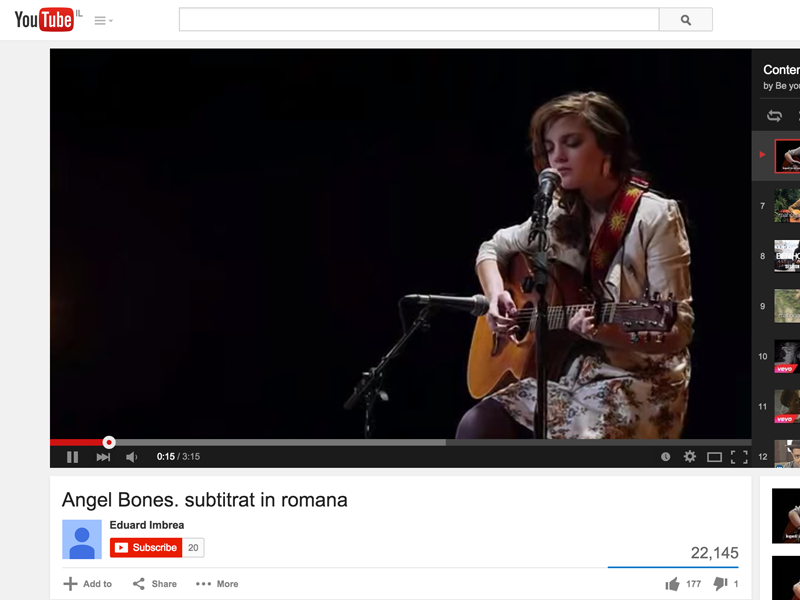 YouTube IL
Conter
by Be yo
7
8
9
10
vevo
11
vevo
12
0:15 / 3:15
Angel Bones. subtitrat in romana
Eduard Imbrea
Subscribe 20
22,145
Add to Share More 177 1